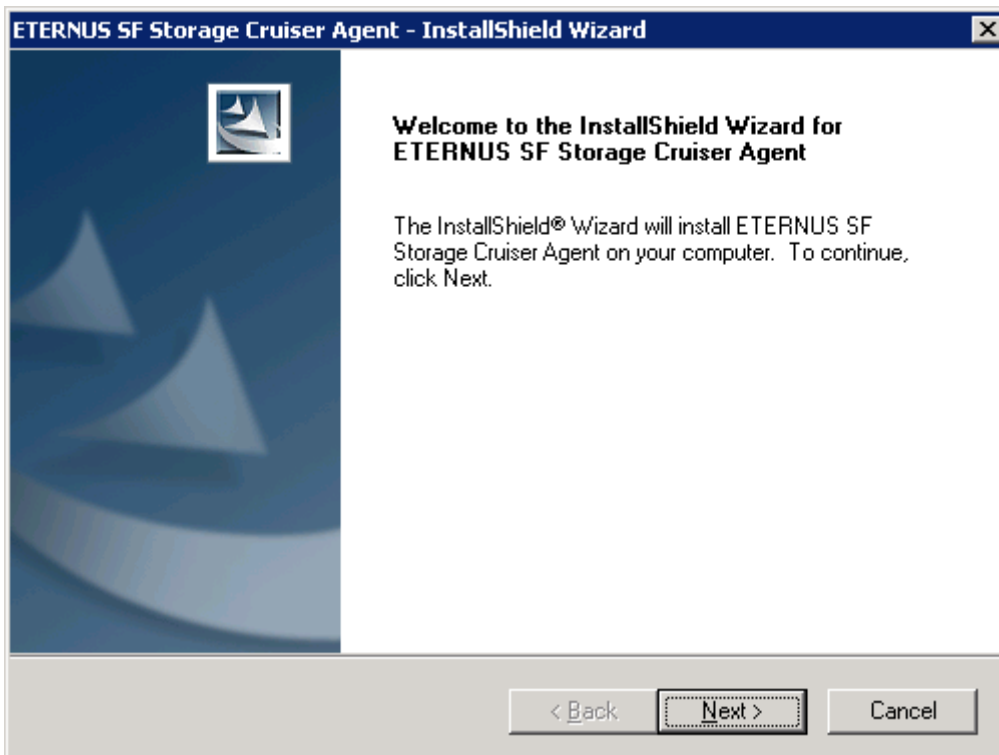 ETERNUS SF Storage Cruiser Agent - InstallShield Wizard
Welcome to the InstallShield Wizard for
ETERNUS SF Storage Cruiser Agent
The InstallShield® Wizard will install ETERNUS SF
Storage Cruiser Agent on your computer.  To continue,
click Next.
< Back
Next >
Cancel